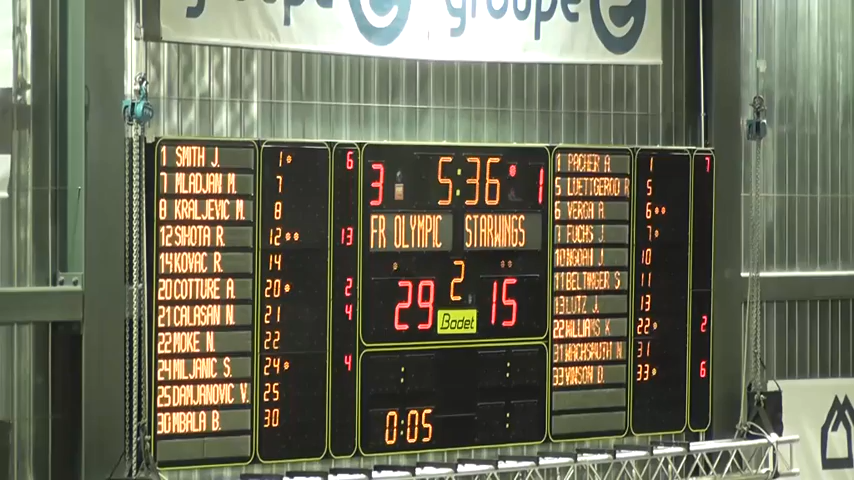 groupe G groupe G
3 5:36 1
FR OLYMPIC STARWINGS
2
29 15
Bodet
0:05
1 SMITH J. 1 6
7 MLADJAN M. 7
8 KRALJEVIC M. 8
12 SIHOTA R. 12 13
14 KOVAC R. 14
20 COTTURE A. 20 2
21 CALASAN N. 21 4
22 MOKE N. 22
24 MILJANIC S. 24 4
25 DAMJANOVIC V. 25
30 MBALA B. 30
1 PACHER A 1 7
5 LUETTGEROD R 5
6 VERGA A 6
7 FUCHS J 7
10 NGOAH J 10
11 BELTINGER S 11
13 LUTZ J. 13
22 WILLIAMS K 22 2
31 WACHSMUTH N 31
33 VINSON D. 33 6